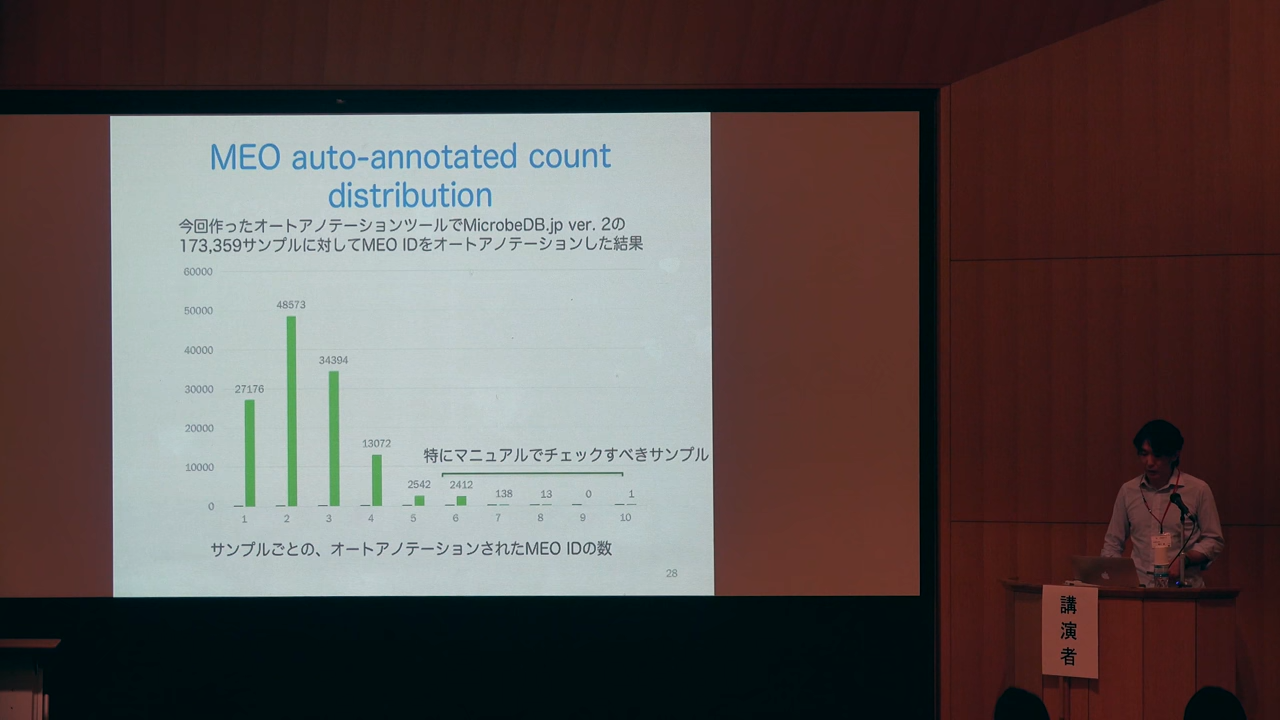 MEO auto-annotated count
distribution
今回作ったオートアノテーションツールでMicrobeDB.jp ver. 2の
173,359サンプルに対してMEO IDをオートアノテーションした結果
60000
50000
40000
30000
20000
10000
0
27176
48573
34394
13072
2542
2412
138
13
0
1
特にマニュアルでチェックすべきサンプル
1 2 3 4 5 6 7 8 9 10
サンプルごとの、オートアノテーションされたMEO IDの数
28
講
演
者